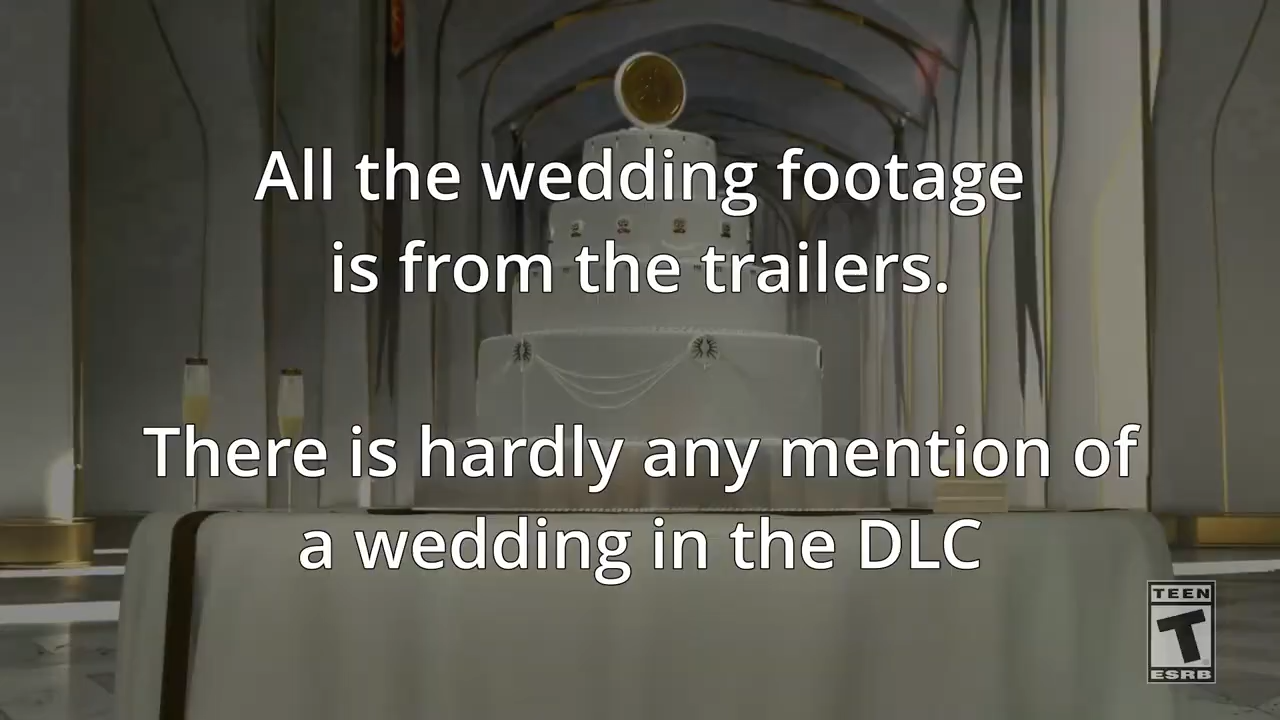 All the wedding footage
is from the trailers.
There is hardly any mention of
a wedding in the DLC
TEEN
T
ESRB